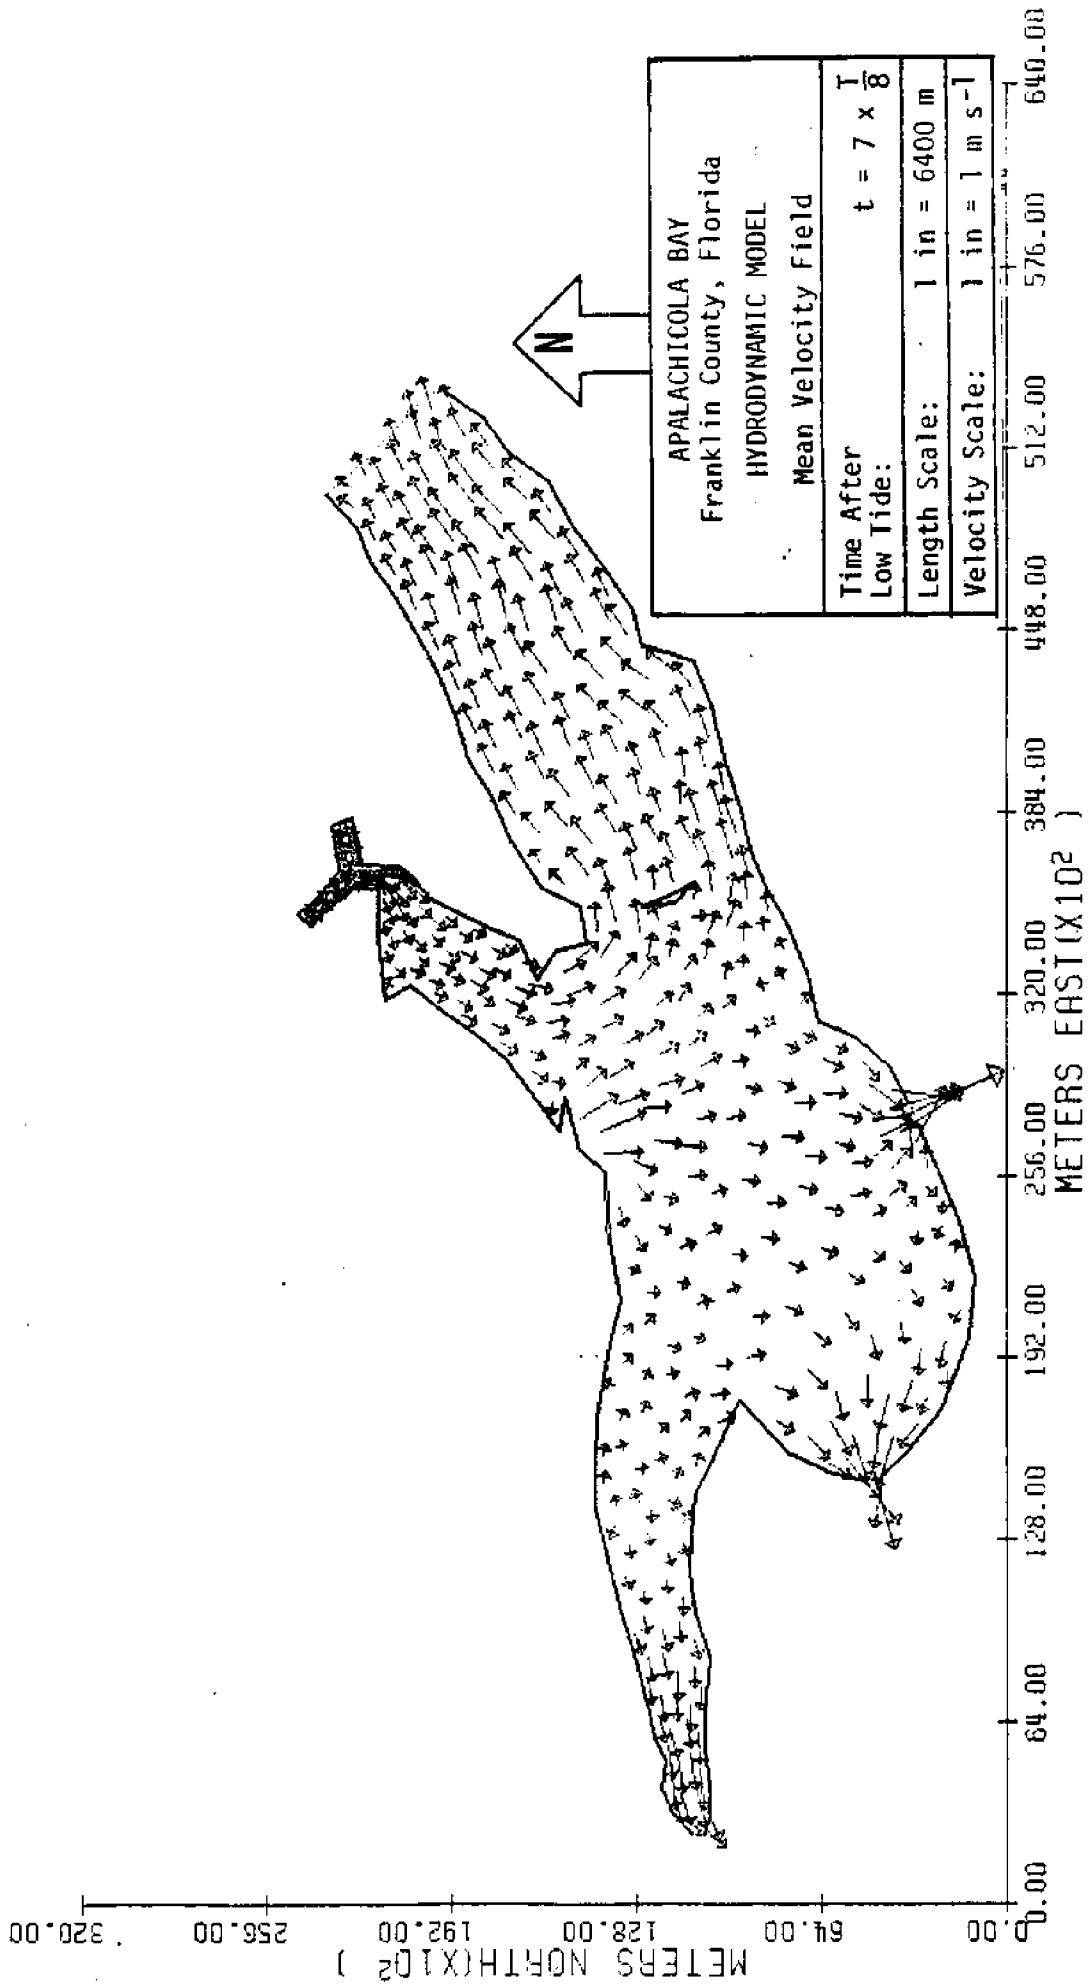 N
APALACHICOLA BAY
Franklin County, Florida
HYDRODYNAMIC MODEL
Mean Velocity Field
Time After
Low Tide: t = 7 x T/8
Length Scale: 1 in = 6400 m
Velocity Scale: 1 in = 1 m s⁻¹
METERS NORTH(X10²)
320.00
256.00
192.00
128.00
64.00
0.00
0.00 64.00 128.00 192.00 256.00 320.00 384.00 448.00 512.00 576.00 640.00
METERS EAST(X10²)